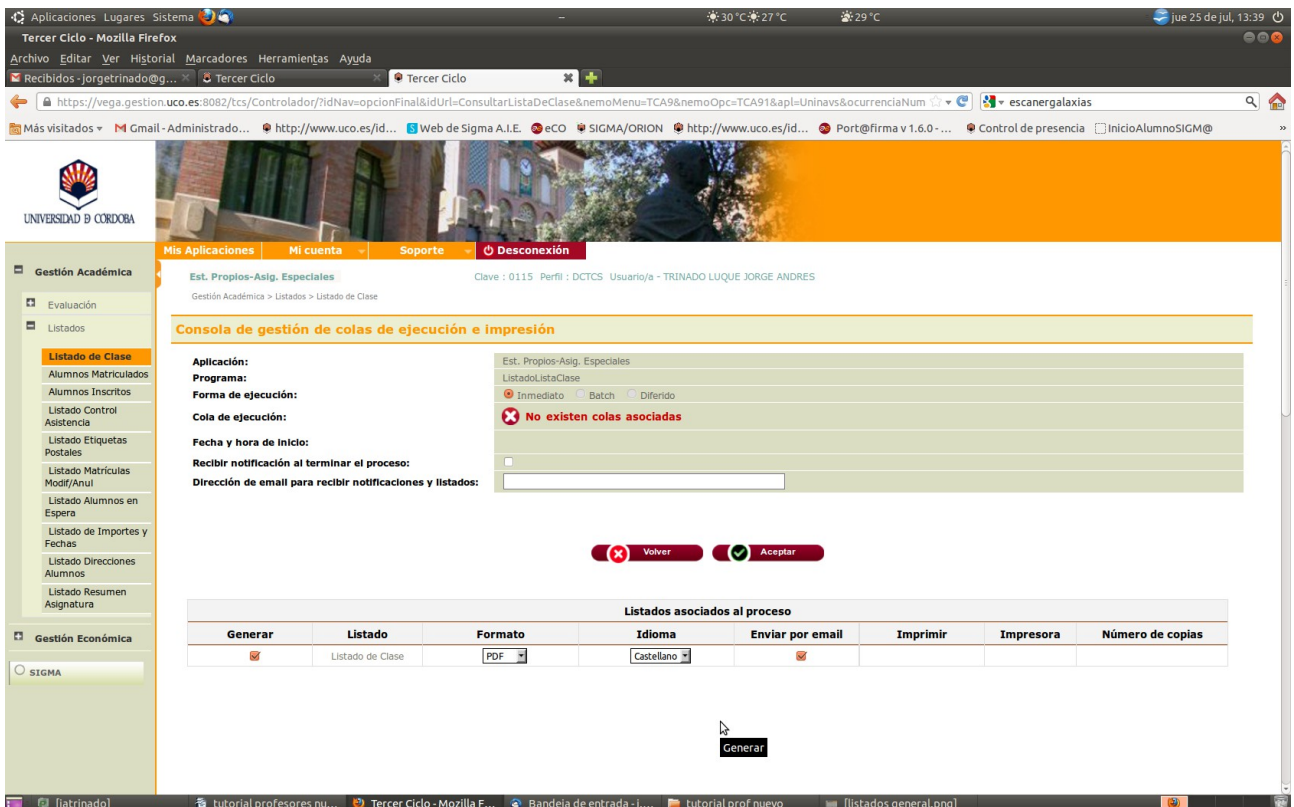 Aplicaciones Lugares Sistema
30 °C 27 °C 29 °C jue 25 de jul, 13:39
Tercer Ciclo - Mozilla Firefox
Archivo Editar Ver Historial Marcadores Herramientas Ayuda
Recibidos - jorgetrinado@g... Tercer Ciclo Tercer Ciclo
https://vega.gestion.uco.es:8082/tcs/Controlador/?idNav=opcionFinal&idUrl=ConsultarListaDeClase&nemoMenu=TCA9&nemoOpc=TCA91&apl=Uninavs&ocurrenciaNum escanergalaxias
Más visitados Gmail - Administrado... http://www.uco.es/id... Web de Sigma A.I.E. eCO SIGMA/ORION http://www.uco.es/id... Port@firma v 1.6.0 - ... Control de presencia InicioAlumnoSIGM@ »
UNIVERSIDAD D CORDOBA
Mis Aplicaciones Mi cuenta Soporte Desconexión
Gestión Académica
Evaluación
Listados
Listado de Clase
Alumnos Matriculados
Alumnos Inscritos
Listado Control
Asistencia
Listado Etiquetas
Postales
Listado Matrículas
Modif/Anul
Listado Alumnos en
Espera
Listado de Importes y
Fechas
Listado Direcciones
Alumnos
Listado Resumen
Asignatura
Gestión Económica
SIGMA
Est. Propios-Asig. Especiales Clave : 0115 Perfil : DCTCS Usuario/a - TRINADO LUQUE JORGE ANDRES
Gestión Académica > Listados > Listado de Clase
Consola de gestión de colas de ejecución e impresión
Aplicación: Est. Propios-Asig. Especiales
Programa: ListadoListaClase
Forma de ejecución: Inmediato Batch Diferido
Cola de ejecución: No existen colas asociadas
Fecha y hora de inicio:
Recibir notificación al terminar el proceso:
Dirección de email para recibir notificaciones y listados:
Volver Aceptar
Listados asociados al proceso
Generar Listado Formato Idioma Enviar por email Imprimir Impresora Número de copias
Listado de Clase PDF Castellano
Generar
[jatrinado] tutorial profesores nu... Tercer Ciclo - Mozilla F... Bandeja de entrada - j.... tutorial prof nuevo [listados general.png]